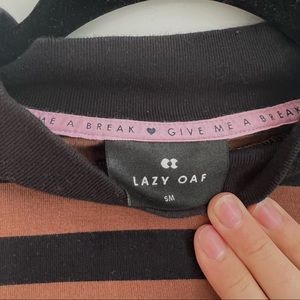 ME A BREAK ♥ GIVE ME A BREAK
LAZY OAF
SM